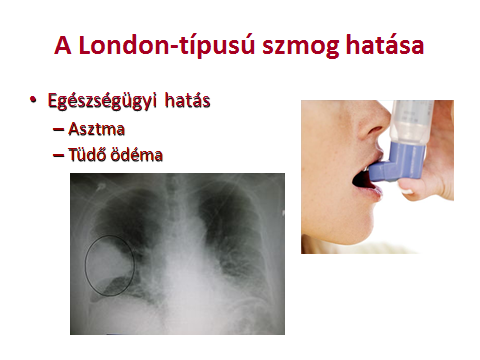 A London-típusú szmog hatása
• Egészségügyi hatás
– Asztma
– Tüdő ödéma